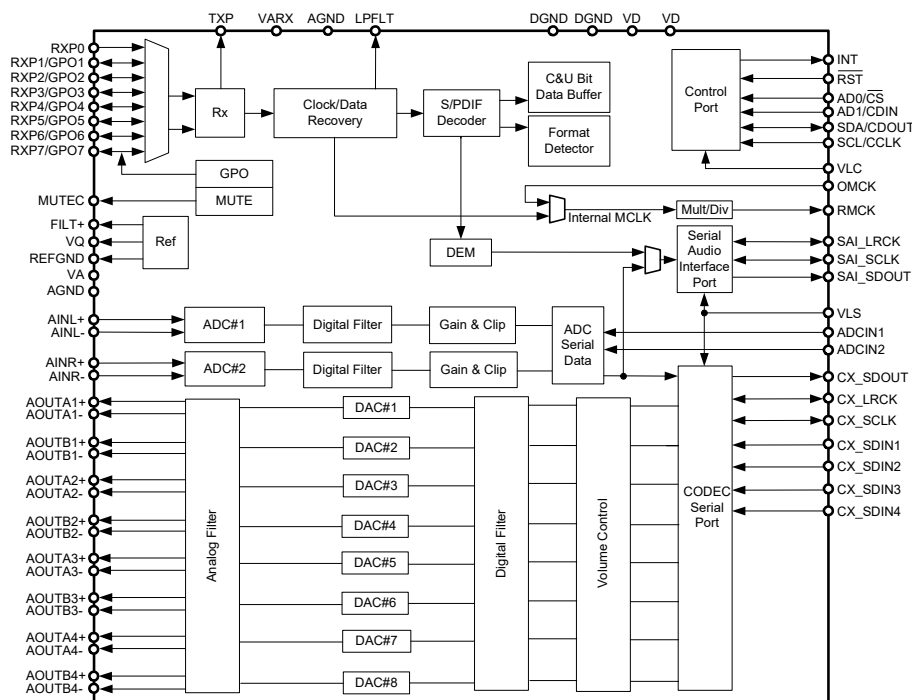 TXP VARX AGND LPFLT DGND DGND VD VD
RXP0
RXP1/GPO1
RXP2/GPO2
RXP3/GPO3
RXP4/GPO4
RXP5/GPO5
RXP6/GPO6
RXP7/GPO7
Rx
Clock/Data
Recovery
S/PDIF
Decoder
C&U Bit
Data Buffer
Format
Detector
Control
Port
INT
RST
AD0/CS
AD1/CDIN
SDA/CDOUT
SCL/CCLK
VLC
OMCK
RMCK
GPO
MUTE
MUTEC
FILT+
VQ
REFGND
VA
AGND
Ref
Internal MCLK
Mult/Div
DEM
Serial
Audio
Interface
Port
SAI_LRCK
SAI_SCLK
SAI_SDOUT
VLS
ADCIN1
ADCIN2
AINL+
AINL-
ADC#1 Digital Filter Gain & Clip
ADC
Serial
Data
AINR+
AINR-
ADC#2 Digital Filter Gain & Clip
CX_SDOUT
CX_LRCK
CX_SCLK
CX_SDIN1
CX_SDIN2
CX_SDIN3
CX_SDIN4
AOUTA1+
AOUTA1-
AOUTB1+
AOUTB1-
AOUTA2+
AOUTA2-
AOUTB2+
AOUTB2-
AOUTA3+
AOUTA3-
AOUTB3+
AOUTB3-
AOUTA4+
AOUTA4-
AOUTB4+
AOUTB4-
Analog Filter
DAC#1
DAC#2
DAC#3
DAC#4
DAC#5
DAC#6
DAC#7
DAC#8
Digital Filter
Volume Control
CODEC
Serial
Port